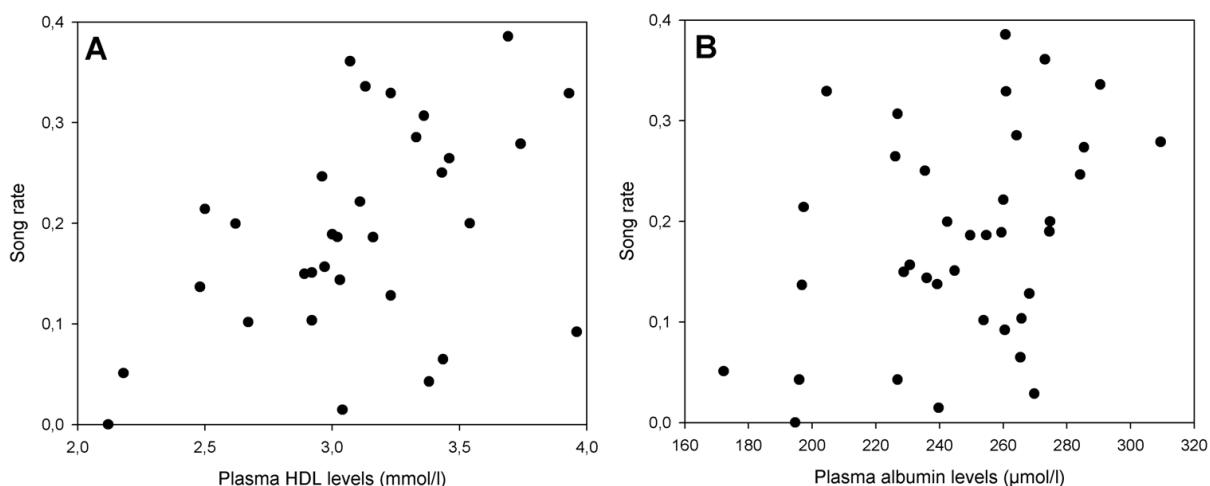 A
0,4
0,3
0,2
0,1
0,0
Song rate
2,0 2,5 3,0 3,5 4,0
Plasma HDL levels (mmol/l)
B
0,4
0,3
0,2
0,1
0,0
Song rate
160 180 200 220 240 260 280 300 320
Plasma albumin levels (μmol/l)